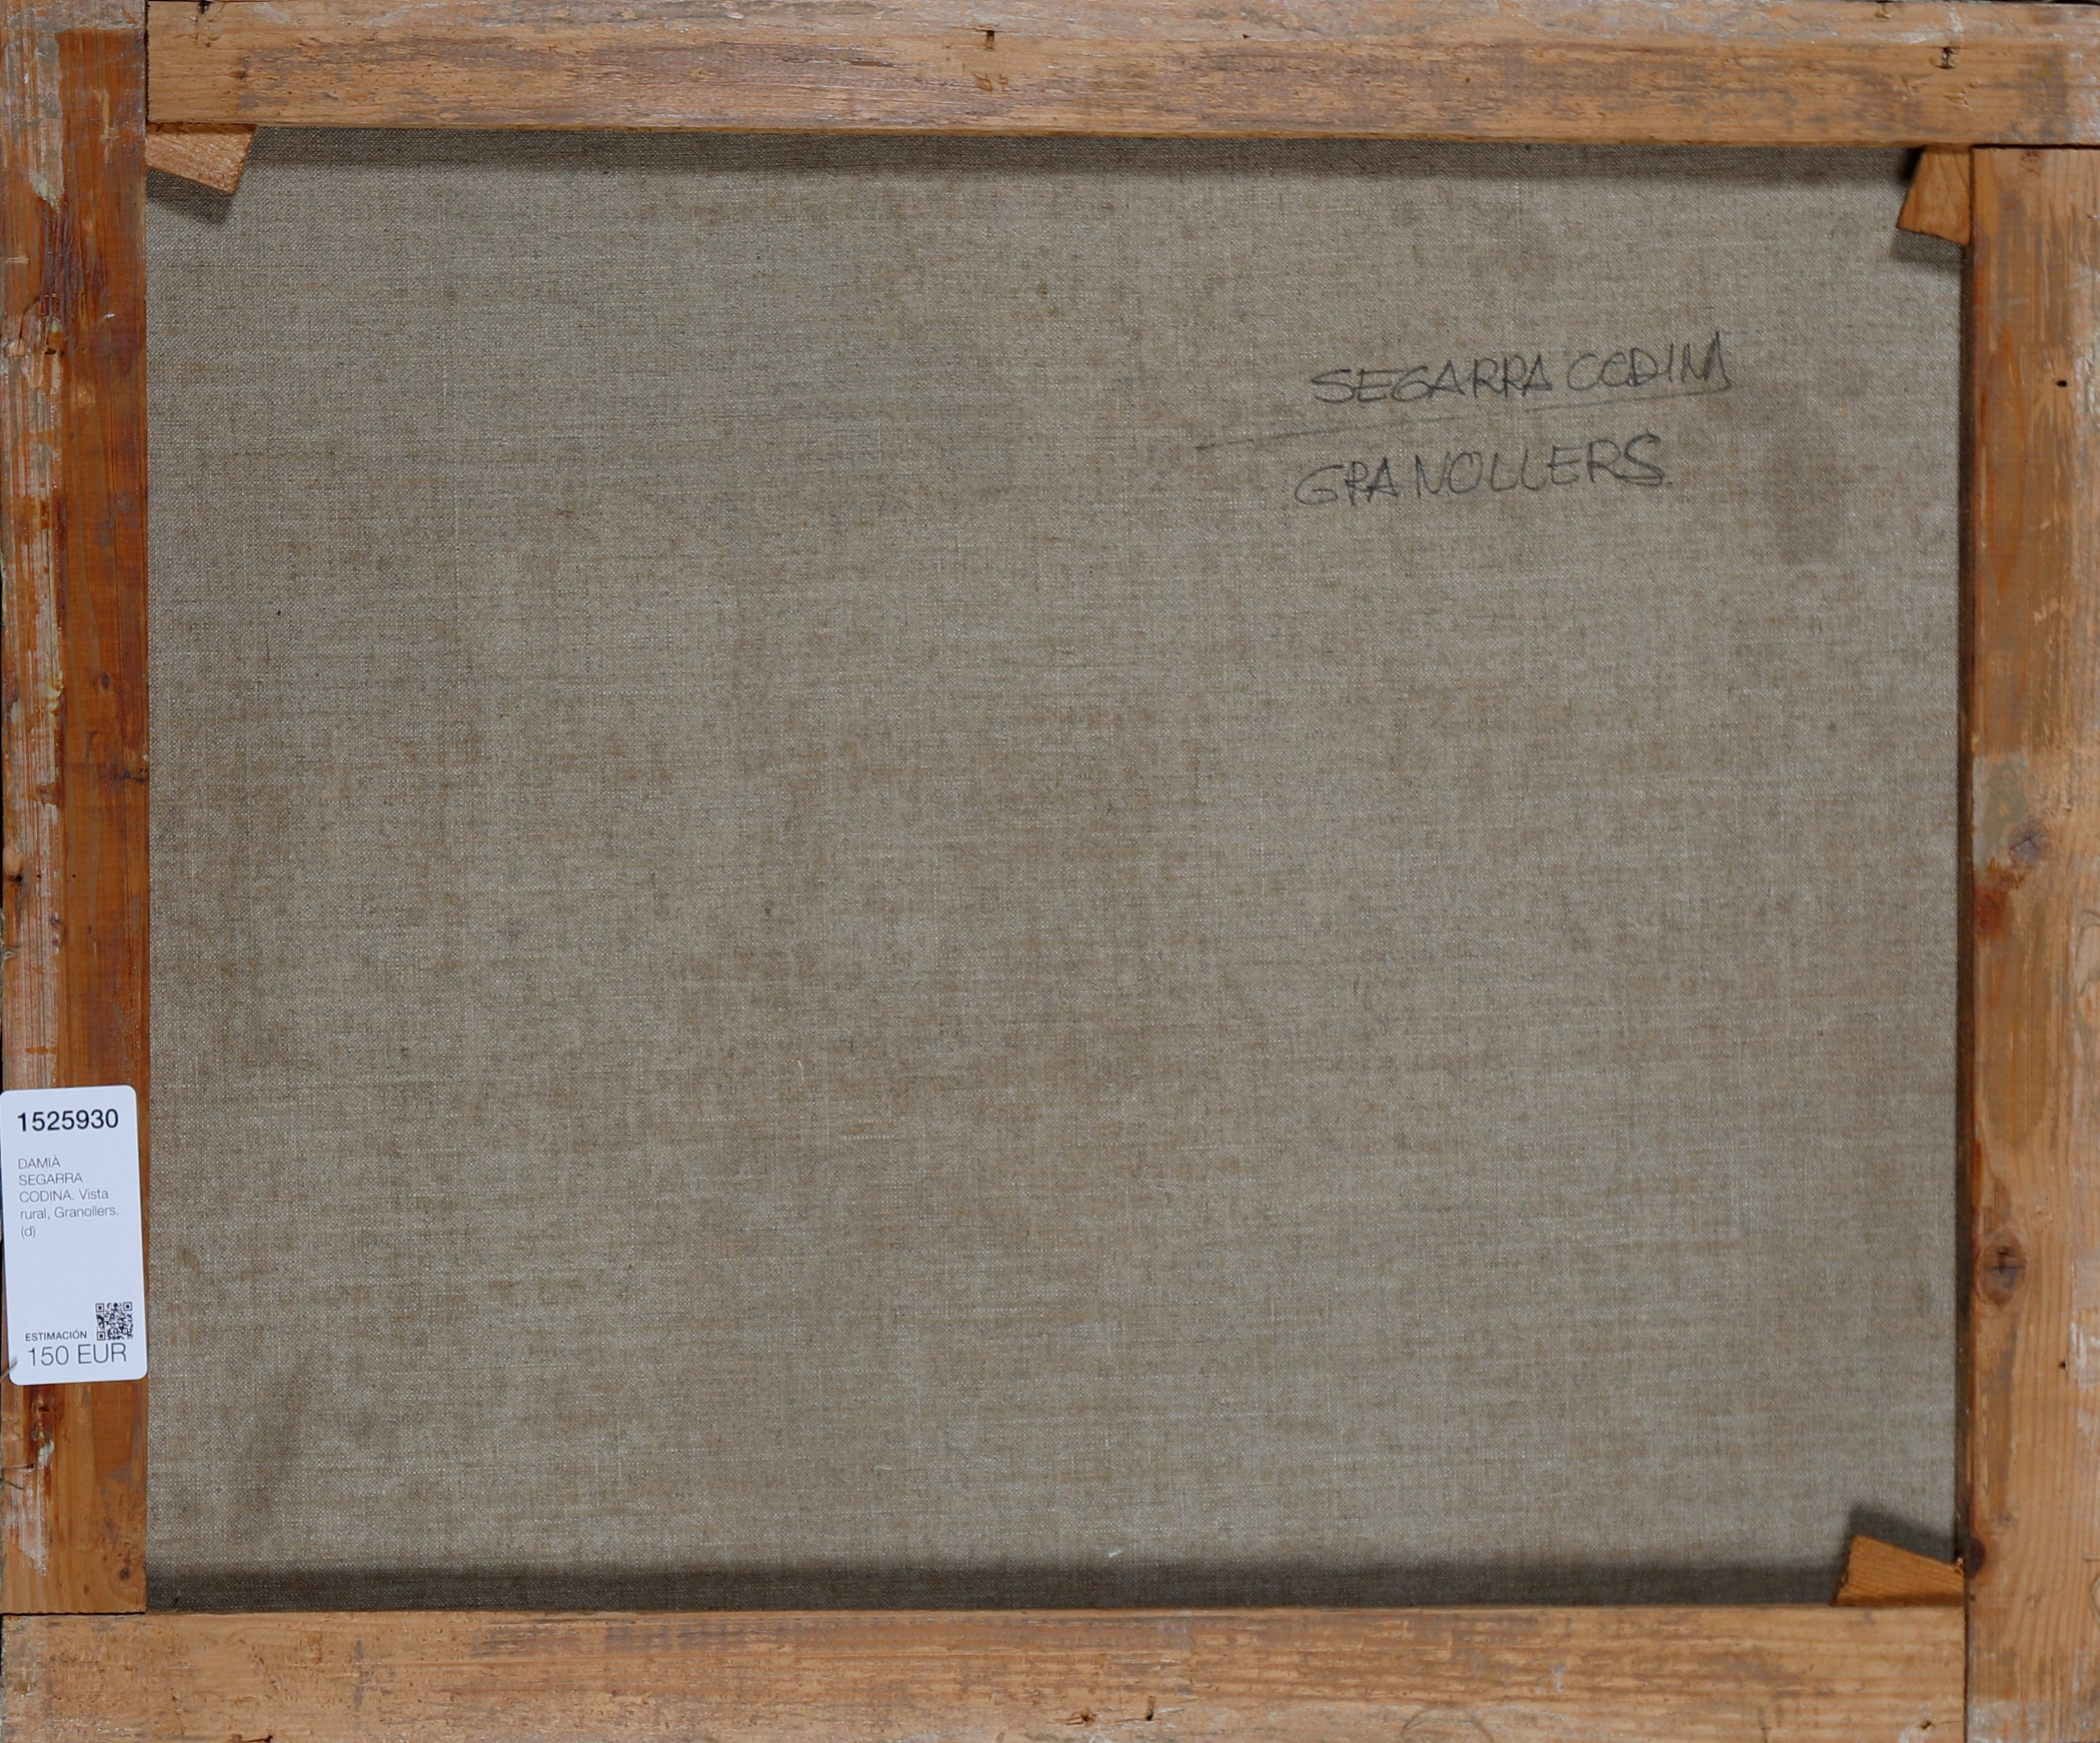 SEGARRA CODINA
GRANOLLERS
1525930
DAMIÀ
SEGARRA
CODINA. Vista
rural, Granollers.
(d)
ESTIMACIÓN
150 EUR